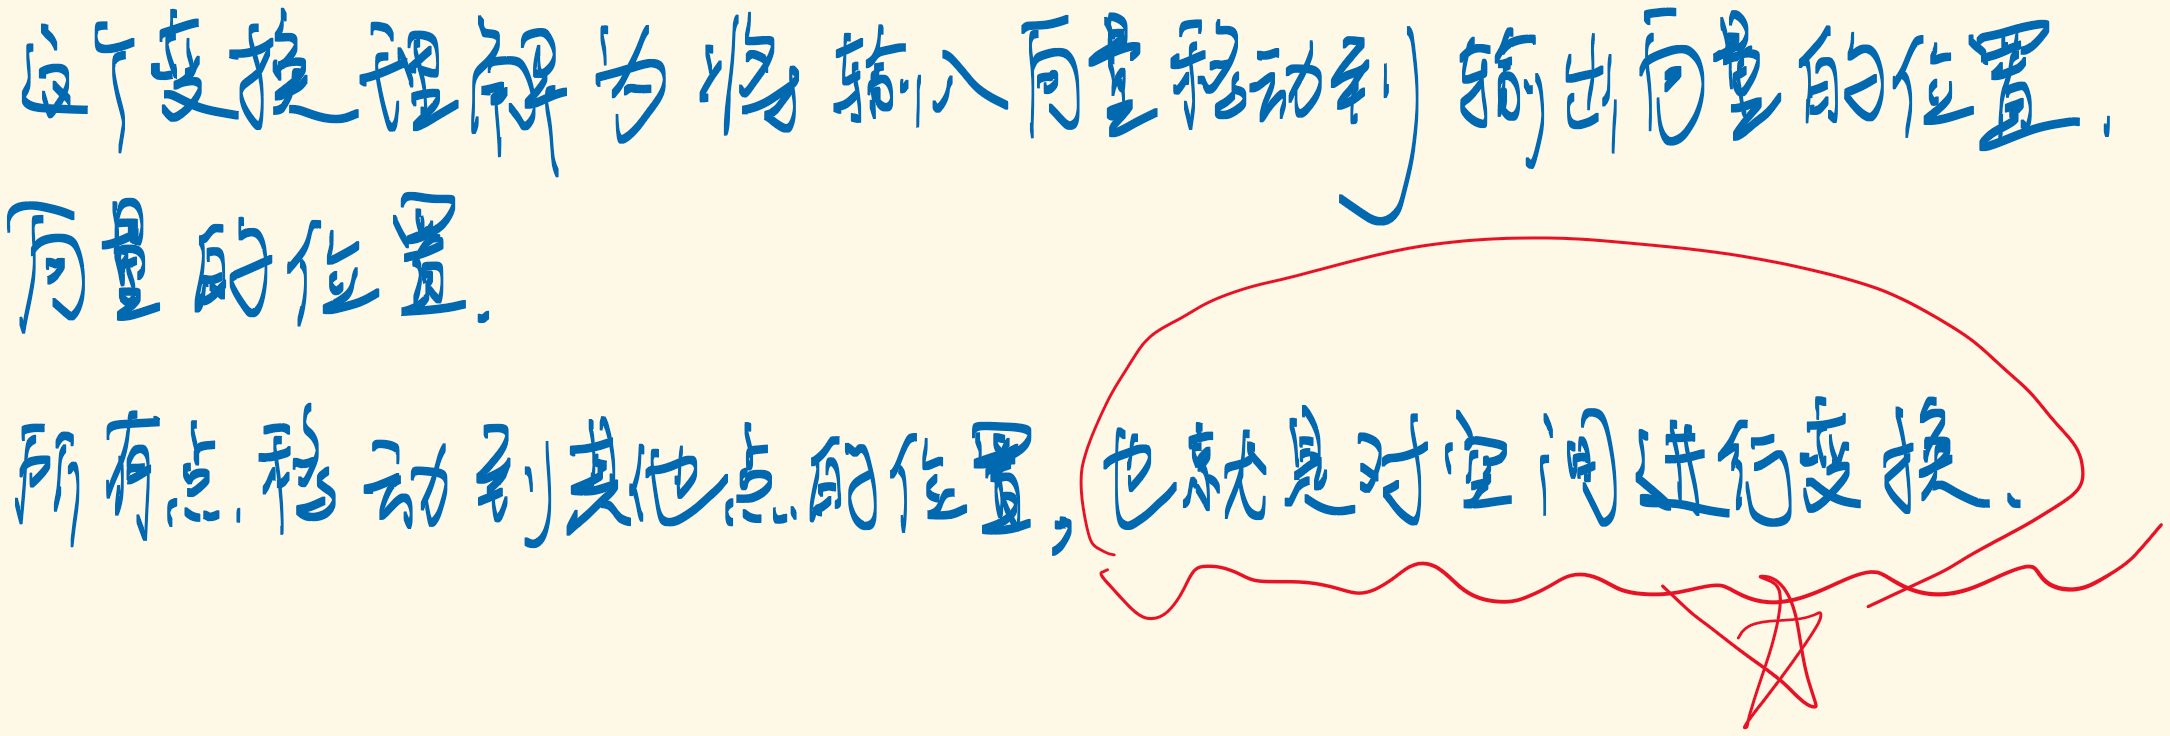 这个变换理解为将输入向量移动到输出向量的位置.
向量的位置.
所有点移动到其他点的位置,也就是对空间进行变换.